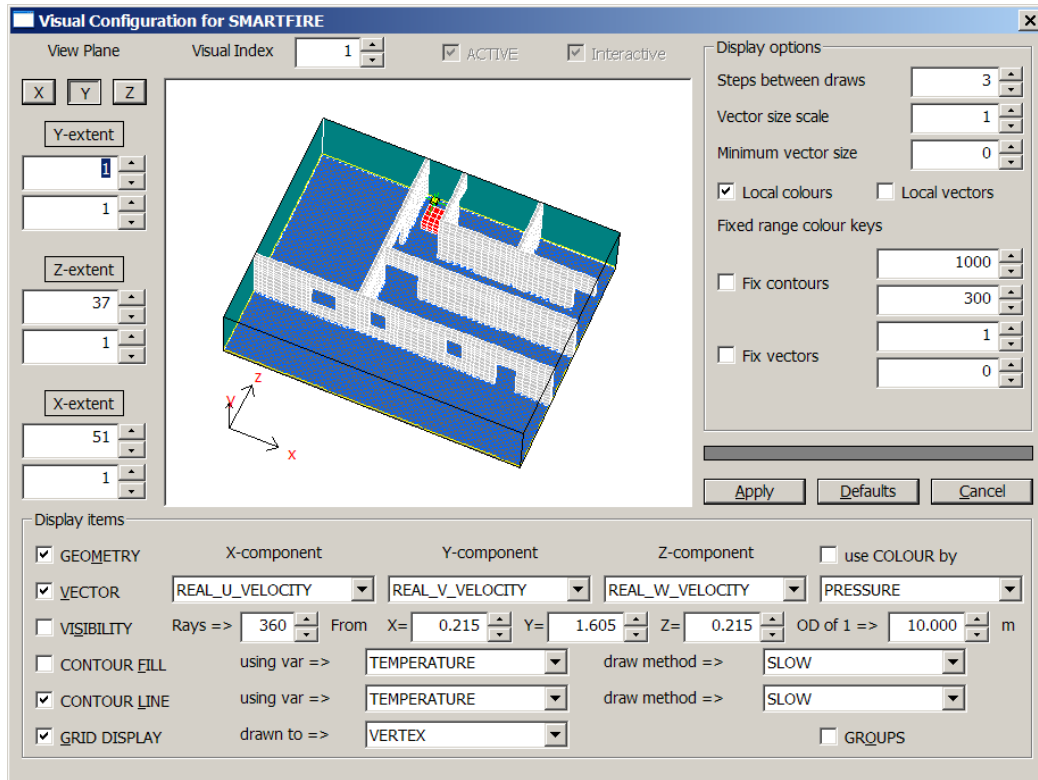 Visual Configuration for SMARTFIRE
View Plane Visual Index 1 ACTIVE Interactive
X Y Z
Y-extent
1
1
Z-extent
37
1
X-extent
51
1
y z x
Display options
Steps between draws 3
Vector size scale 1
Minimum vector size 0
Local colours Local vectors
Fixed range colour keys
Fix contours 1000
300
Fix vectors 1
0
Apply Defaults Cancel
Display items
GEOMETRY X-component Y-component Z-component use COLOUR by
VECTOR REAL_U_VELOCITY REAL_V_VELOCITY REAL_W_VELOCITY PRESSURE
VISIBILITY Rays => 360 From X= 0.215 Y= 1.605 Z= 0.215 OD of 1 => 10.000 m
CONTOUR FILL using var => TEMPERATURE draw method => SLOW
CONTOUR LINE using var => TEMPERATURE draw method => SLOW
GRID DISPLAY drawn to => VERTEX GROUPS